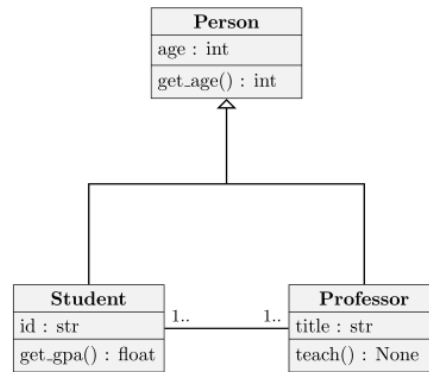 Person
age : int
get_age() : int
Student
id : str
get_gpa() : float
1..
1..
Professor
title : str
teach() : None